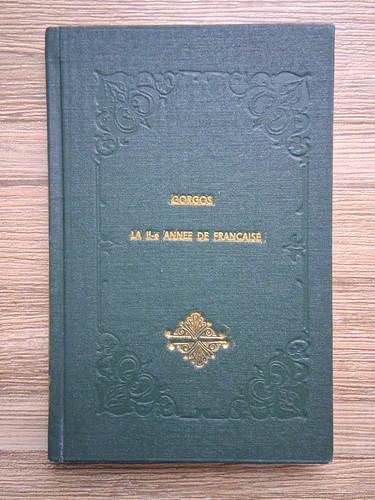 GORGOS
LA II-e ANNEE DE FRANCAISE